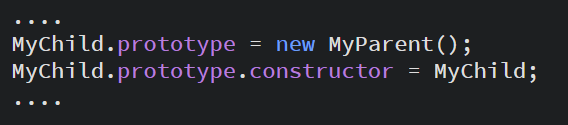 ....
MyChild.prototype = new MyParent();
MyChild.prototype.constructor = MyChild;
....